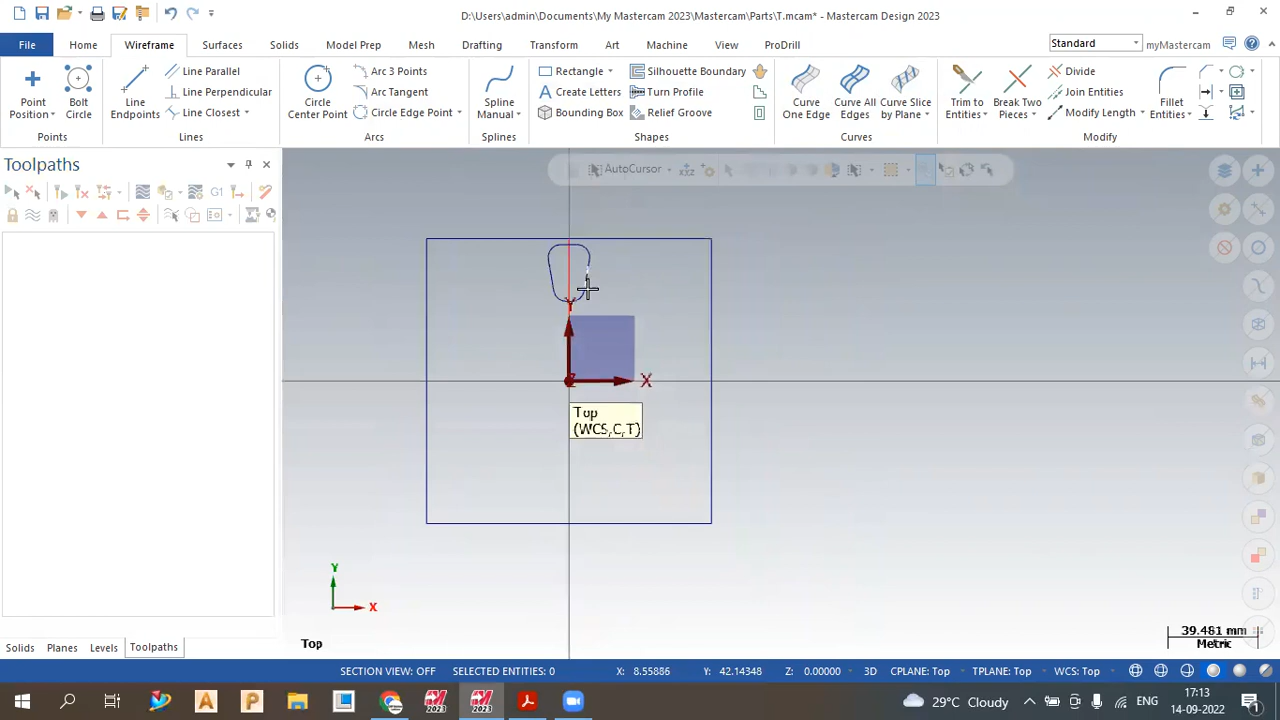 D:\Users\admin\Documents\My Mastercam 2023\Mastercam\Parts\T.mcam* - Mastercam Design 2023
File Home Wireframe Surfaces Solids Model Prep Mesh Drafting Transform Art Machine View ProDrill Standard myMastercam
Point Position
Bolt Circle
Points
Line Endpoints
Line Parallel
Line Perpendicular
Line Closest
Lines
Circle Center Point
Arc 3 Points
Arc Tangent
Circle Edge Point
Arcs
Spline Manual
Splines
Rectangle
Create Letters
Bounding Box
Silhouette Boundary
Turn Profile
Relief Groove
Shapes
Curve One Edge
Curve All Edges
Curve Slice by Plane
Curves
Trim to Entities
Break Two Pieces
Divide
Join Entities
Modify Length
Fillet Entities
Modify
Toolpaths
G1
AutoCursor
XYZ
Y
X
Z
Top
(WCS,C,T)
Y
X
Top
39.481 mm
Metric
Solids Planes Levels Toolpaths
SECTION VIEW: OFF SELECTED ENTITIES: 0 X: 8.55886 Y: 42.14348 Z: 0.00000 3D CPLANE: Top TPLANE: Top WCS: Top
A P 2023 2023 29°C Cloudy ENG 17:13
14-09-2022 1